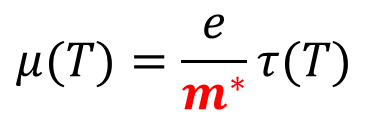 μ(T) = e/m* τ(T)